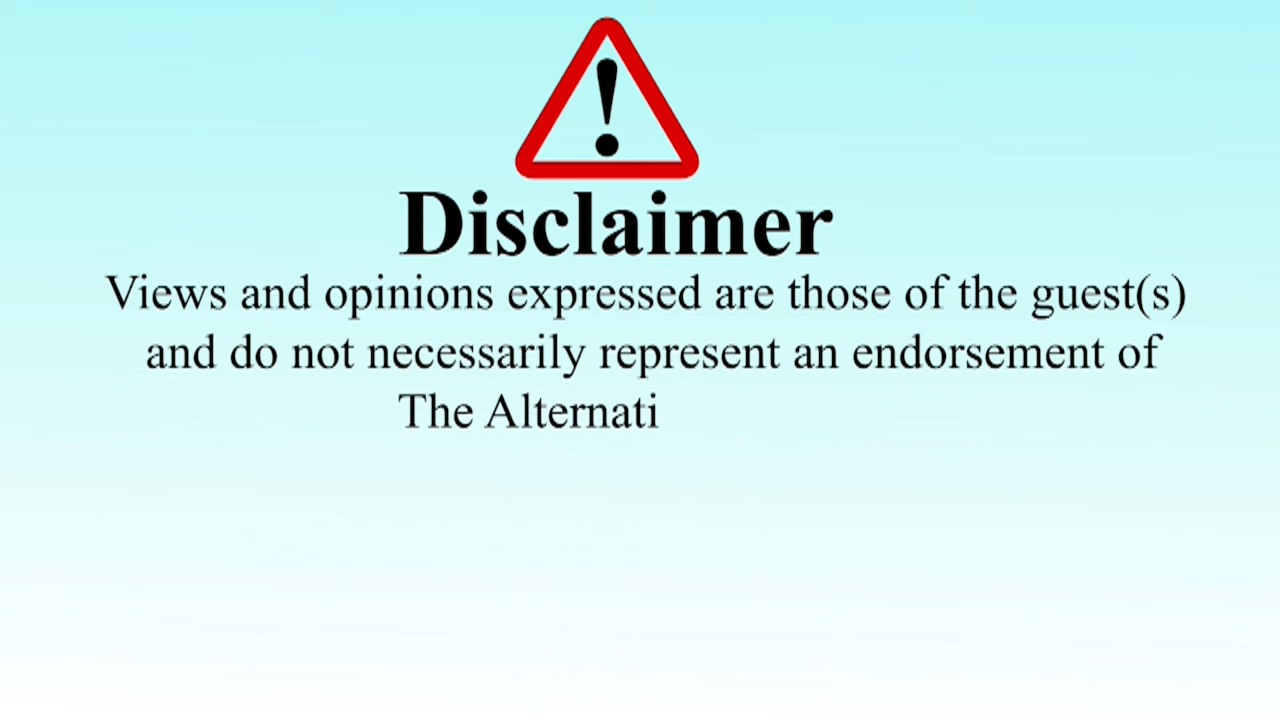 Disclaimer
Views and opinions expressed are those of the guest(s)
and do not necessarily represent an endorsement of
The Alternati